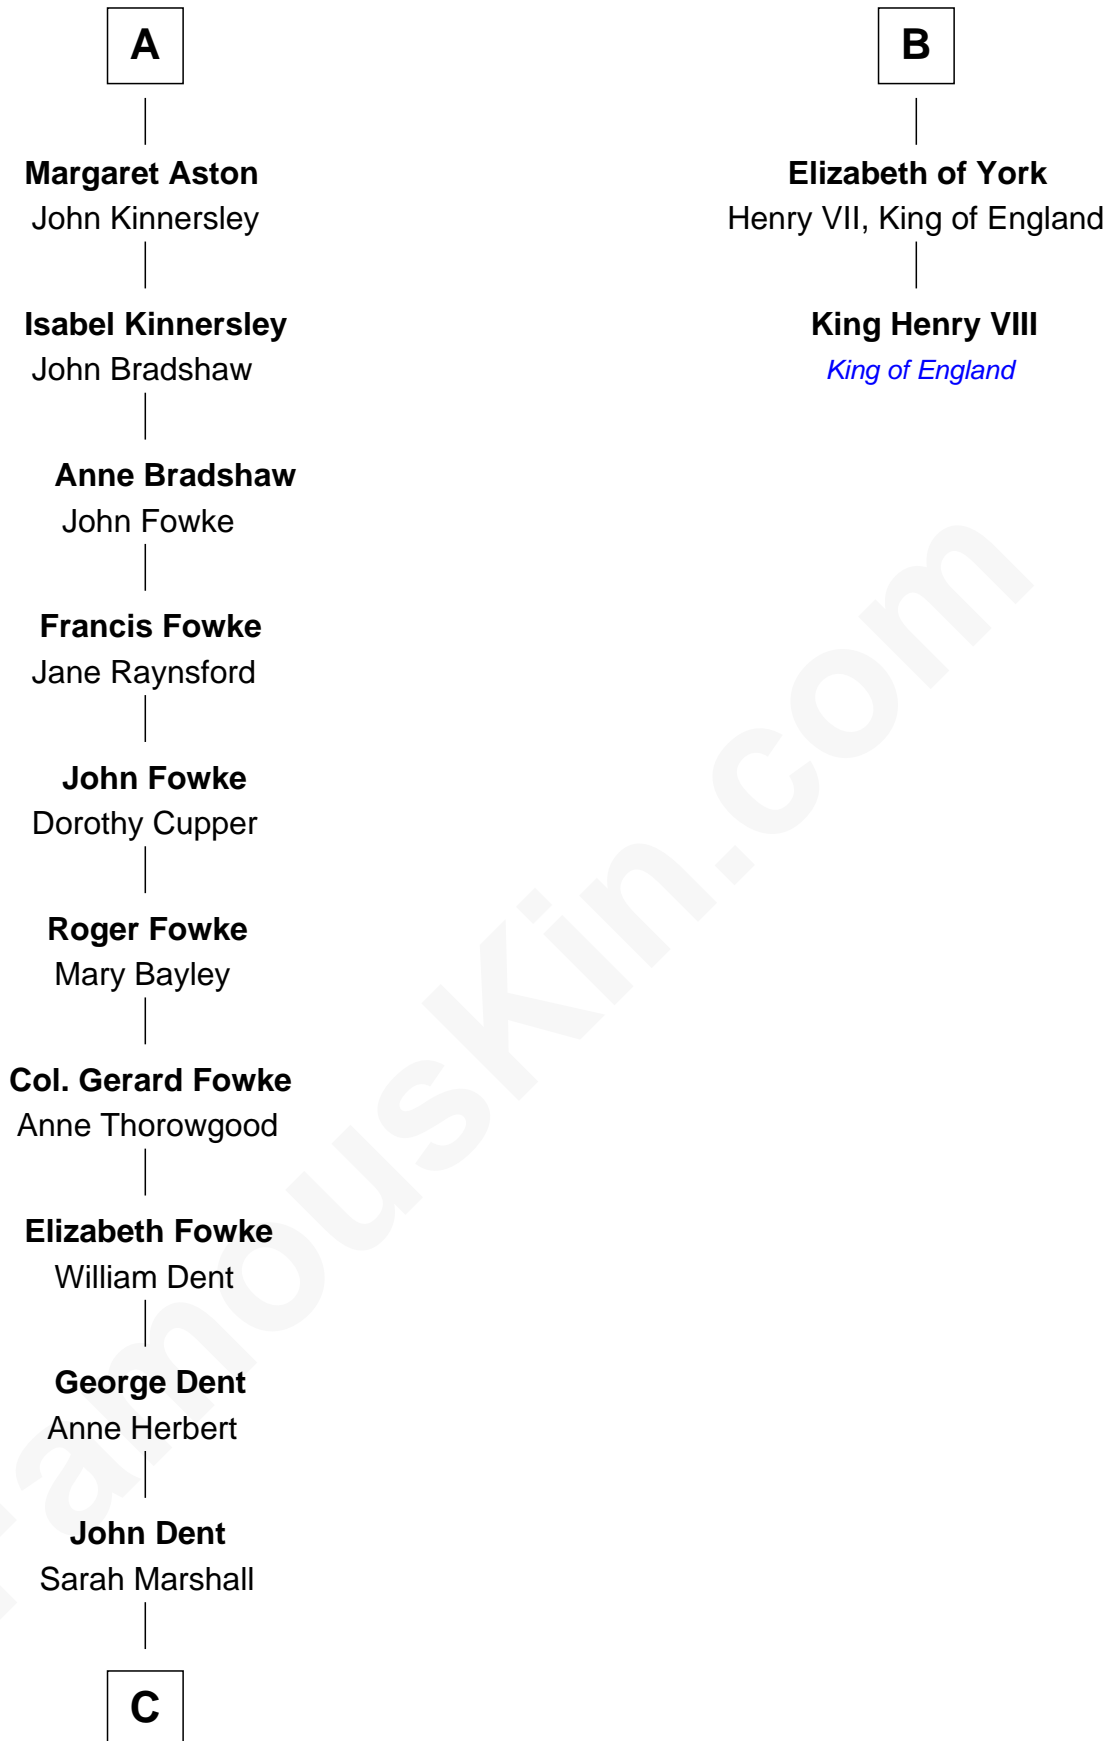 A
Margaret Aston
John Kinnersley
Isabel Kinnersley
John Bradshaw
Anne Bradshaw
John Fowke
Francis Fowke
Jane Raynsford
John Fowke
Dorothy Cupper
Roger Fowke
Mary Bayley
Col. Gerard Fowke
Anne Thorowgood
Elizabeth Fowke
William Dent
George Dent
Anne Herbert
John Dent
Sarah Marshall
C
B
Elizabeth of York
Henry VII, King of England
King Henry VIII
King of England
FamousKin.com